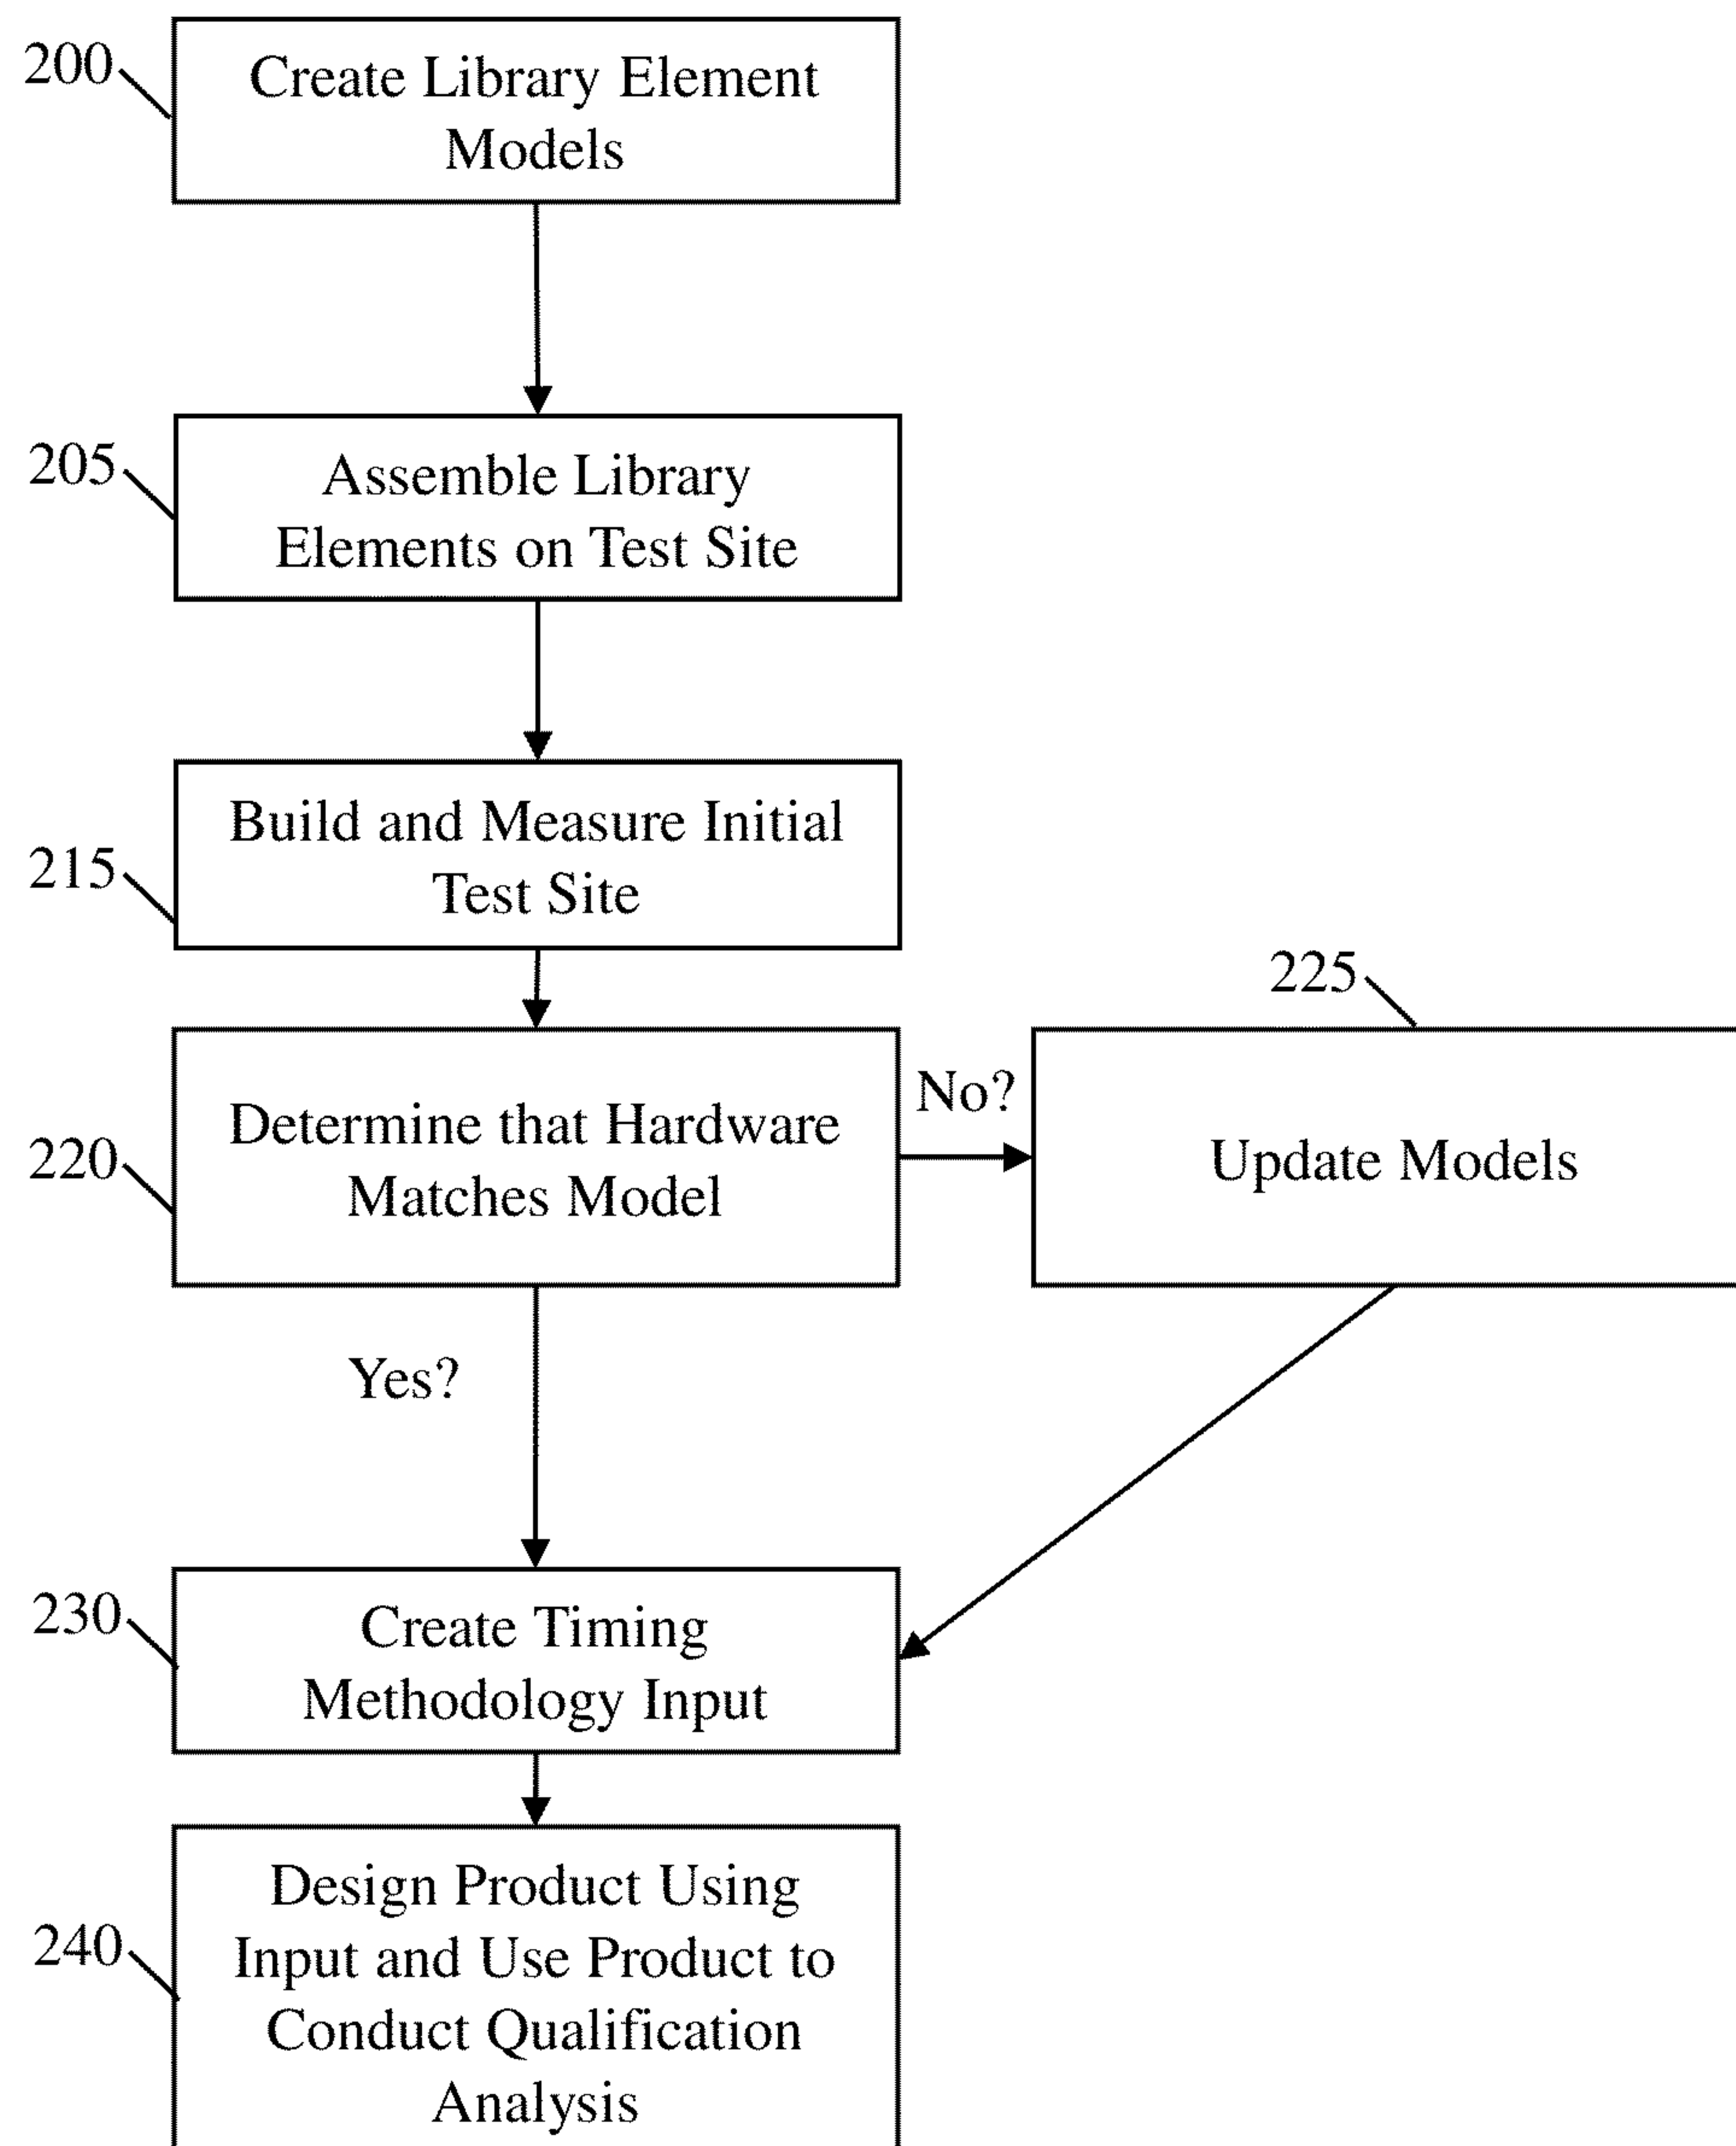 200
Create Library Element
Models
205
Assemble Library
Elements on Test Site
215
Build and Measure Initial
Test Site
225
220
Determine that Hardware
Matches Model
No?
Update Models
Yes?
230
Create Timing
Methodology Input
240
Design Product Using
Input and Use Product to
Conduct Qualification
Analysis